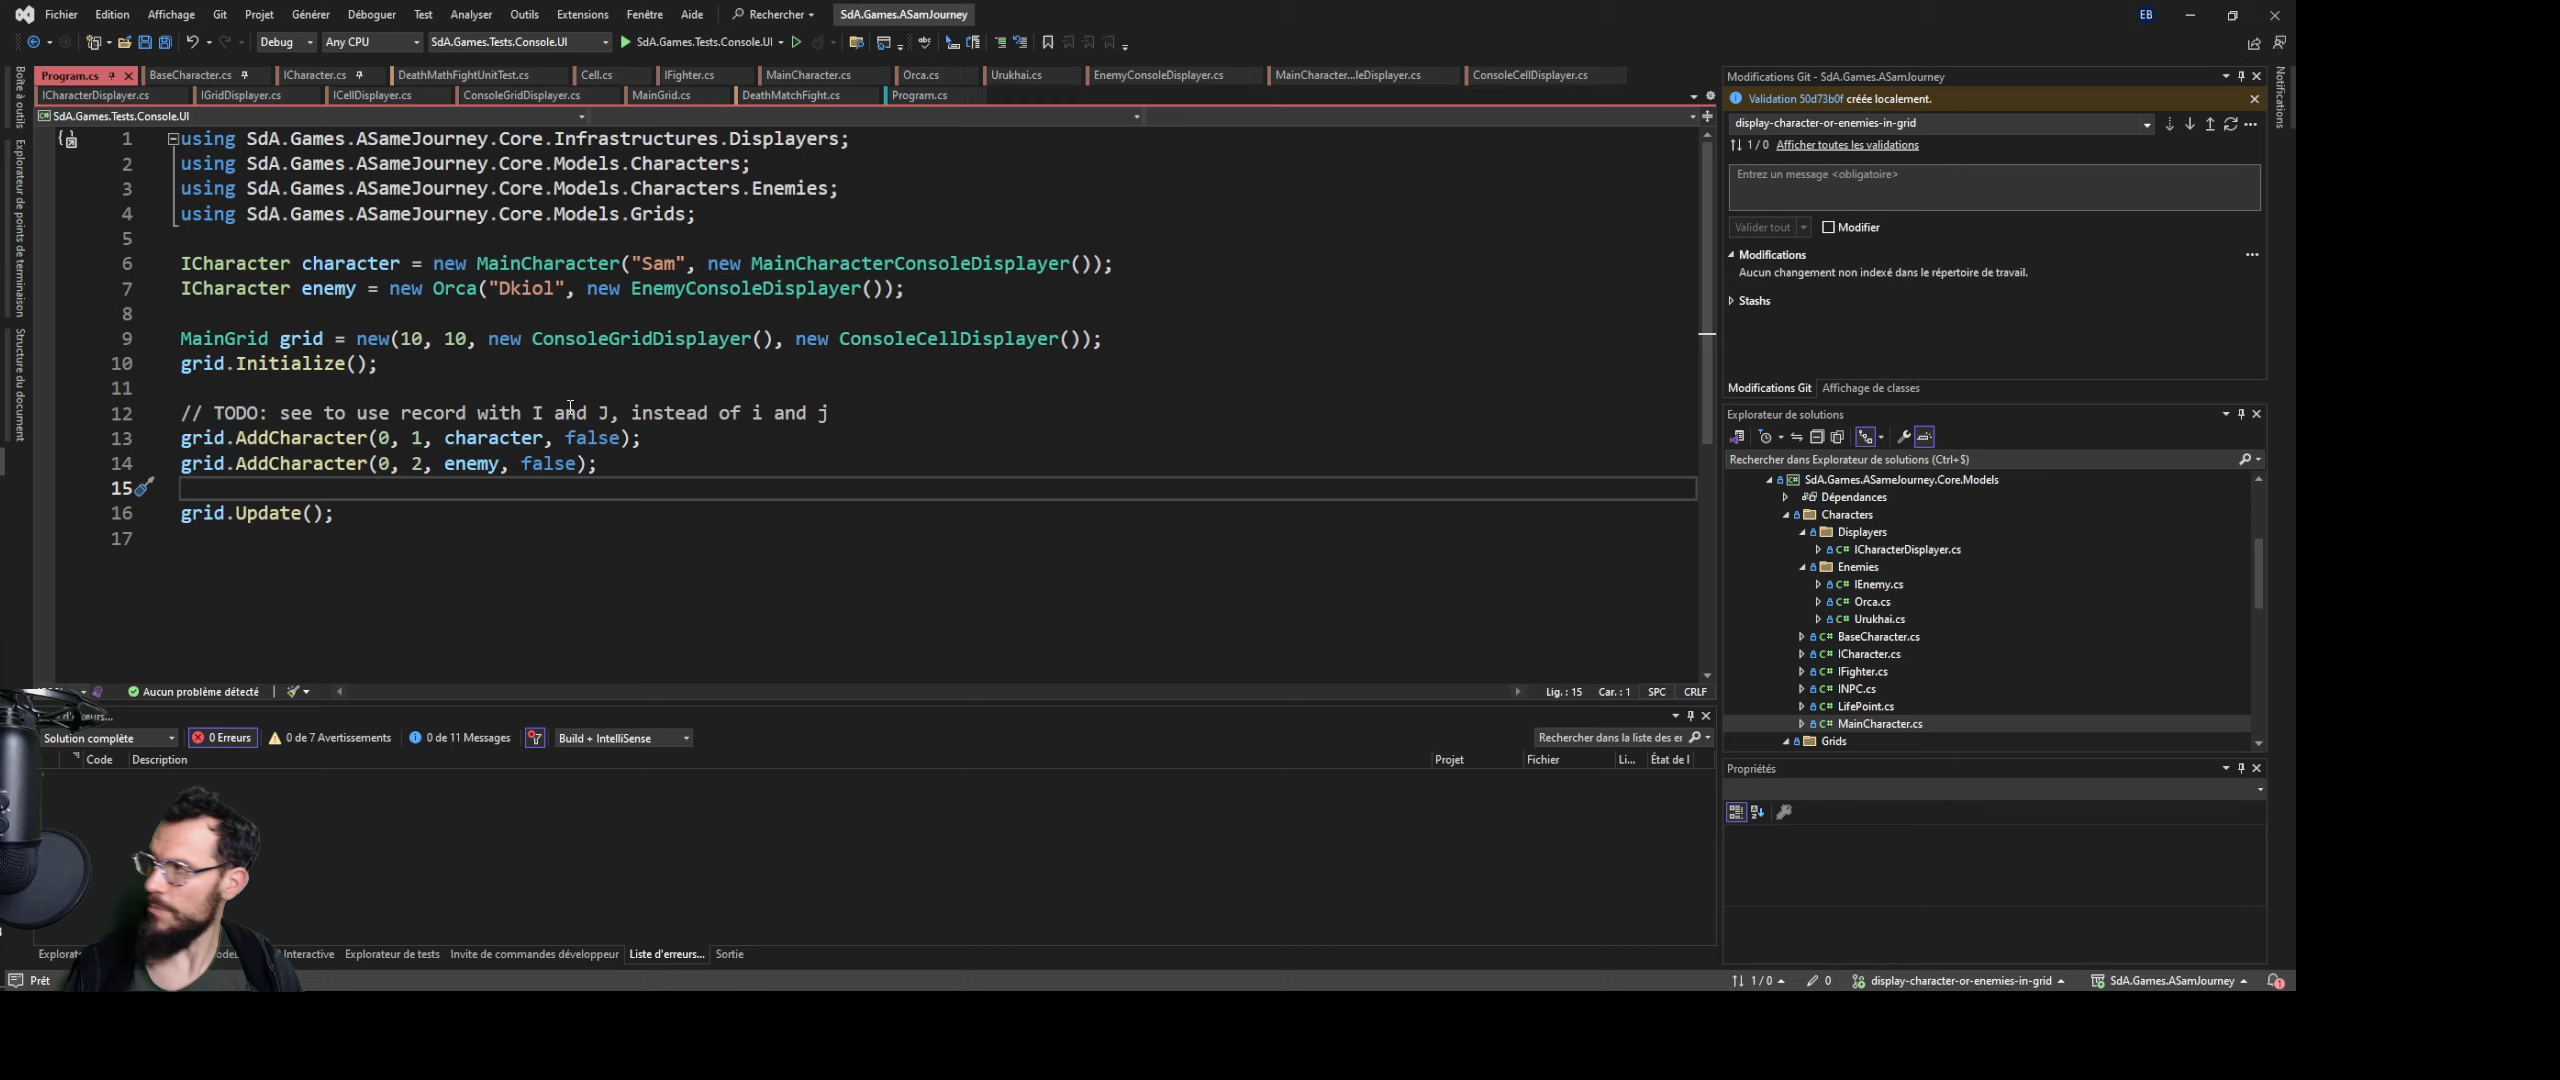 Fichier Edition Affichage Git Projet Générer Déboguer Test Analyser Outils Extensions Fenêtre Aide Rechercher SdA.Games.ASamJourney EB
Debug Any CPU SdA.Games.Tests.Console.UI SdA.Games.Tests.Console.UI
Program.cs BaseCharacter.cs ICharacter.cs DeathMathFightUnitTest.cs Cell.cs IFighter.cs MainCharacter.cs Orca.cs Urukhai.cs EnemyConsoleDisplayer.cs MainCharacter...leDisplayer.cs ConsoleCellDisplayer.cs
ICharacterDisplayer.cs IGridDisplayer.cs ICellDisplayer.cs ConsoleGridDisplayer.cs MainGrid.cs DeathMatchFight.cs Program.cs
SdA.Games.Tests.Console.UI
1 using SdA.Games.ASameJourney.Core.Infrastructures.Displayers;
2 using SdA.Games.ASameJourney.Core.Models.Characters;
3 using SdA.Games.ASameJourney.Core.Models.Characters.Enemies;
4 using SdA.Games.ASameJourney.Core.Models.Grids;
5
6 ICharacter character = new MainCharacter("Sam", new MainCharacterConsoleDisplayer());
7 ICharacter enemy = new Orca("Dkiol", new EnemyConsoleDisplayer());
8
9 MainGrid grid = new(10, 10, new ConsoleGridDisplayer(), new ConsoleCellDisplayer());
10 grid.Initialize();
11
12 // TODO: see to use record with I and J, instead of i and j
13 grid.AddCharacter(0, 1, character, false);
14 grid.AddCharacter(0, 2, enemy, false);
15
16 grid.Update();
17
Aucun problème détecté Lig. : 15 Car. : 1 SPC CRLF
Solution complète 0 Erreurs 0 de 7 Avertissements 0 de 11 Messages Build + IntelliSense Rechercher dans la liste des er
Code Description Projet Fichier Li... État de l
Explorat Interactive Explorateur de tests Invite de commandes développeur Liste d'erreurs... Sortie
Prêt 1 / 0 0 display-character-or-enemies-in-grid SdA.Games.ASamJourney 1
Boîte à outils
Explorateur de points de terminaison
Structure du document
Modifications Git - SdA.Games.ASamJourney
Validation 50d73b0f créée localement.
display-character-or-enemies-in-grid
1 / 0 Afficher toutes les validations
Entrez un message <obligatoire>
Valider tout Modifier
Modifications
Aucun changement non indexé dans le répertoire de travail.
Stashs
Modifications Git Affichage de classes
Explorateur de solutions
Rechercher dans Explorateur de solutions (Ctrl+$)
C# SdA.Games.ASameJourney.Core.Models
Dépendances
Characters
Displayers
C# ICharacterDisplayer.cs
Enemies
C# IEnemy.cs
C# Orca.cs
C# Urukhai.cs
C# BaseCharacter.cs
C# ICharacter.cs
C# IFighter.cs
C# INPC.cs
C# LifePoint.cs
C# MainCharacter.cs
Grids
Propriétés
Notifications